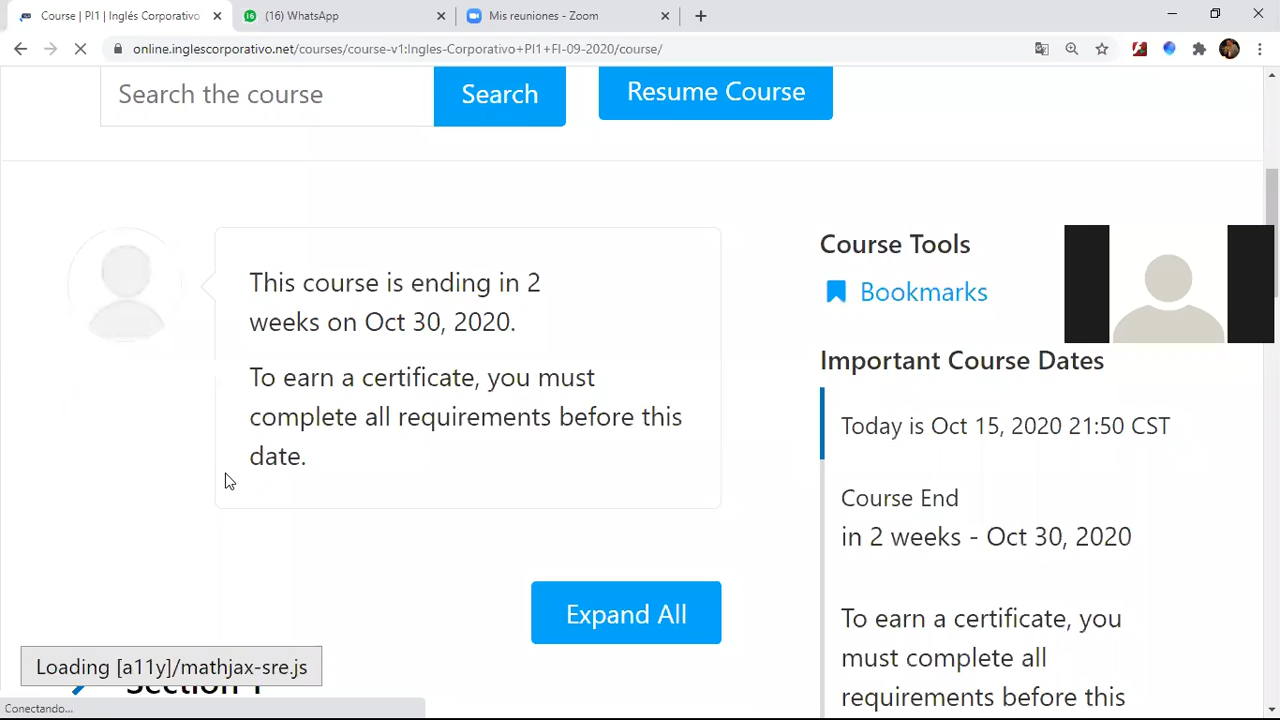 Course | PI1 | Inglés Corporativo
(16) WhatsApp
Mis reuniones - Zoom
online.inglescorporativo.net/courses/course-v1:Ingles-Corporativo+PI1+FI-09-2020/course/
Search the course
Search
Resume Course
This course is ending in 2
weeks on Oct 30, 2020.
To earn a certificate, you must
complete all requirements before this
date.
Expand All
Course Tools
Bookmarks
Important Course Dates
Today is Oct 15, 2020 21:50 CST
Course End
in 2 weeks - Oct 30, 2020
To earn a certificate, you
must complete all
requirements before this
Loading [a11y]/mathjax-sre.js
Section 1
Conectando...